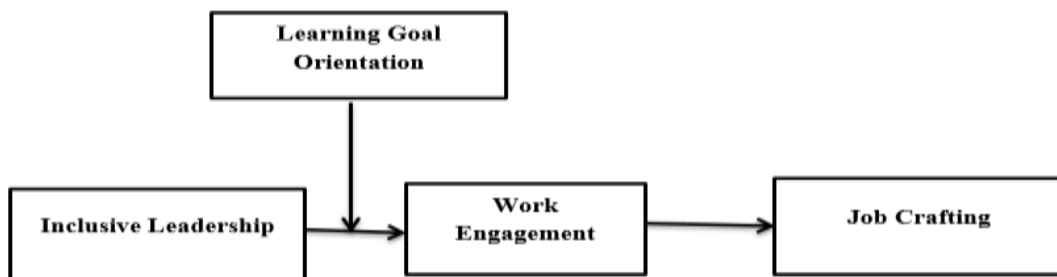 Learning Goal
Orientation
Inclusive Leadership
Work
Engagement
Job Crafting